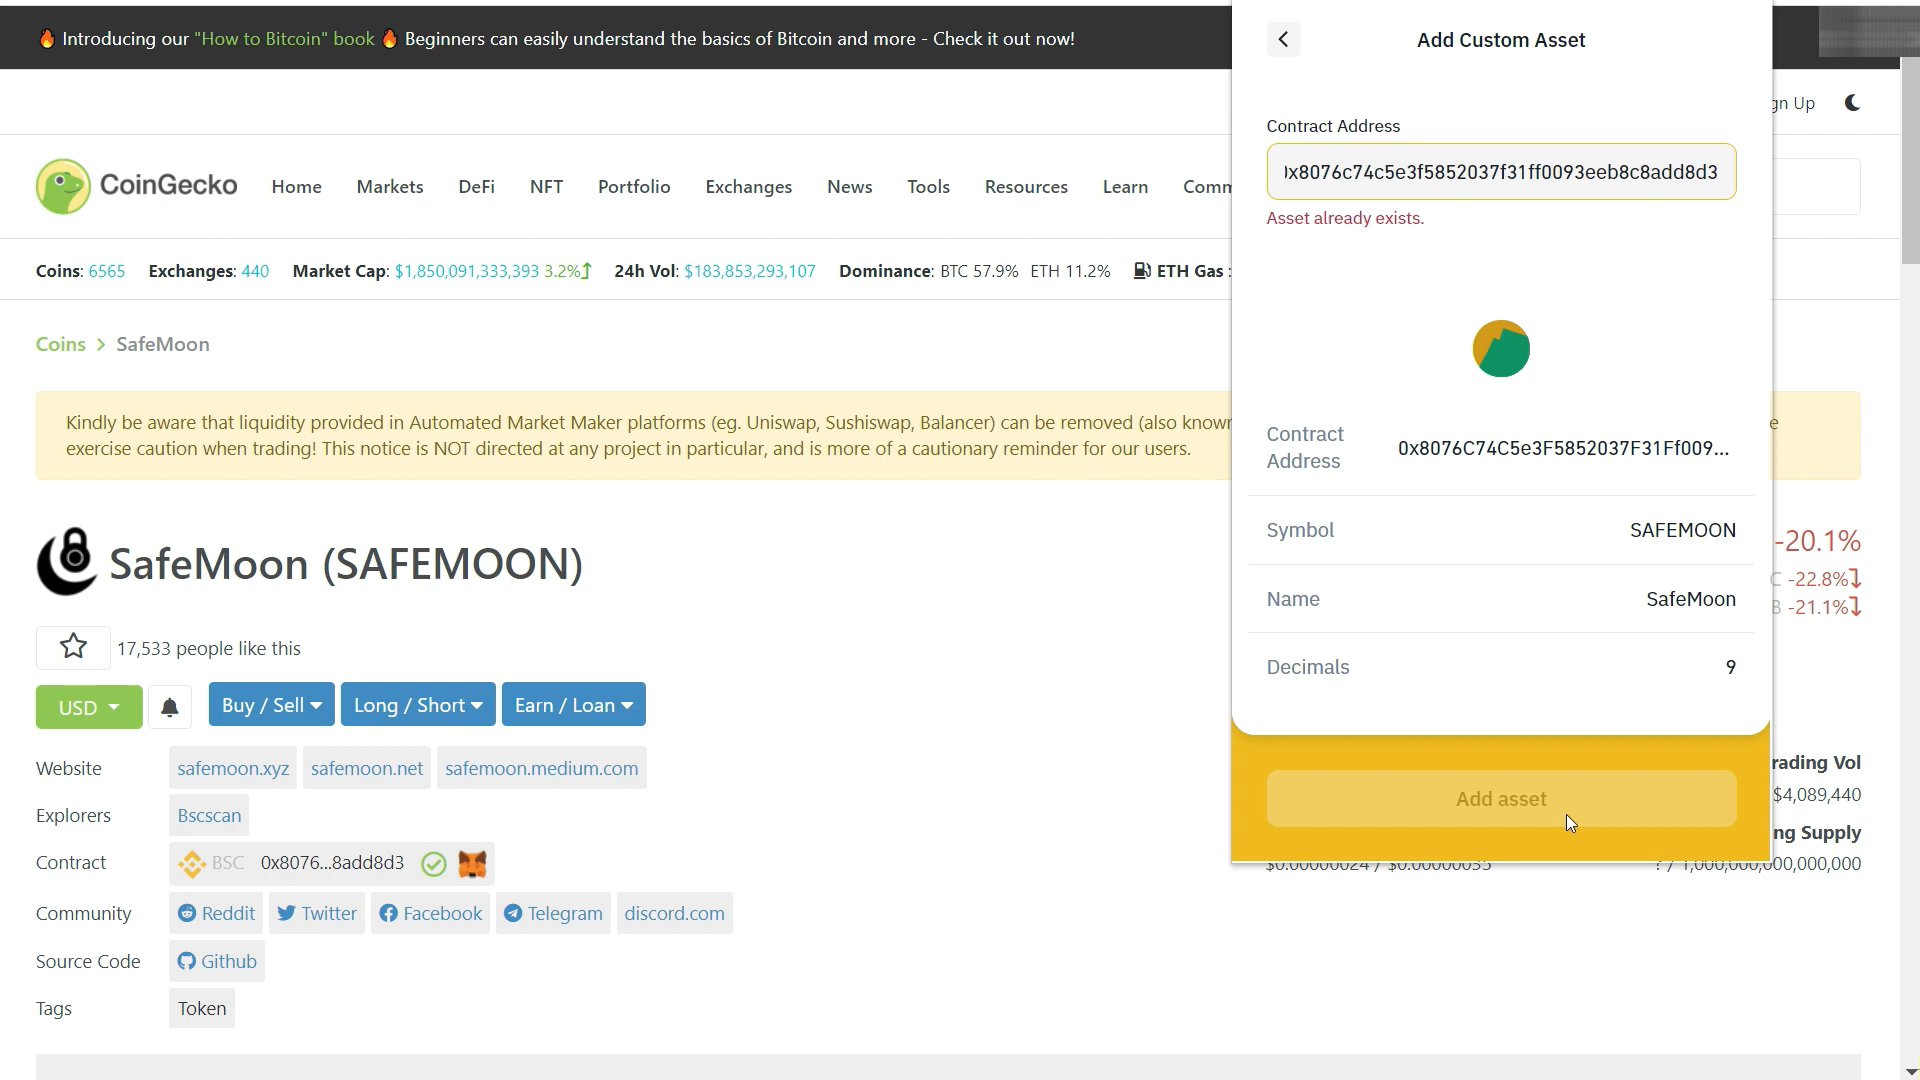 Introducing our "How to Bitcoin" book Beginners can easily understand the basics of Bitcoin and more - Check it out now!
gn Up
CoinGecko
Home Markets DeFi NFT Portfolio Exchanges News Tools Resources Learn Comm
Coins: 6565 Exchanges: 440 Market Cap: $1,850,091,333,393 3.2% 24h Vol: $183,853,293,107 Dominance: BTC 57.9% ETH 11.2% ETH Gas :
Coins > SafeMoon
Kindly be aware that liquidity provided in Automated Market Maker platforms (eg. Uniswap, Sushiswap, Balancer) can be removed (also known
e
exercise caution when trading! This notice is NOT directed at any project in particular, and is more of a cautionary reminder for our users.
SafeMoon (SAFEMOON)
17,533 people like this
USD Buy / Sell Long / Short Earn / Loan
Website safemoon.xyz safemoon.net safemoon.medium.com
Explorers Bscscan
Contract BSC 0x8076...8add8d3
Community Reddit Twitter Facebook Telegram discord.com
Source Code Github
Tags Token
Add Custom Asset
Contract Address
x8076c74c5e3f5852037f31ff0093eeb8c8add8d3
Asset already exists.
Contract
Address
0x8076C74C5e3F5852037F31Ff009...
Symbol SAFEMOON
Name SafeMoon
Decimals 9
Add asset
-20.1%
C -22.8%
B -21.1%
rading Vol
$4,089,440
ng Supply
$0.00000024 / $0.00000035
? / 1,000,000,000,000,000